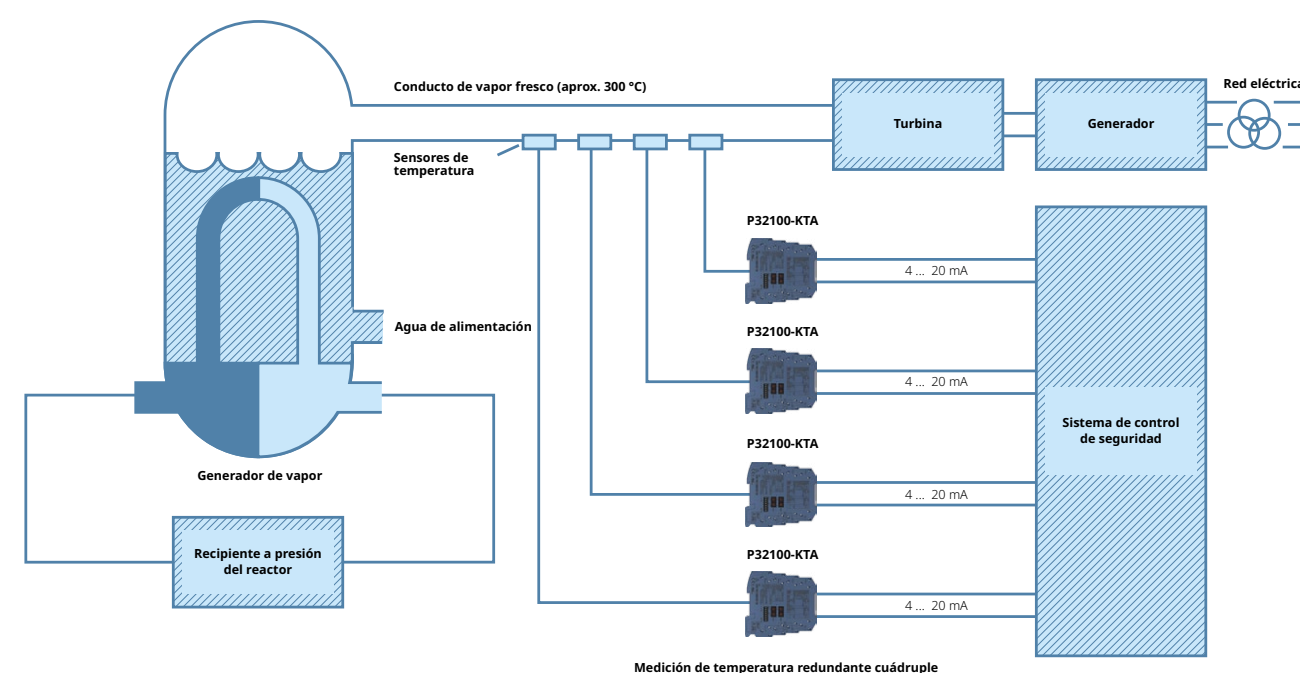 Conducto de vapor fresco (aprox. 300 °C)
Red eléctrica
Turbina
Generador
Sensores de
temperatura
P32100-KTA
4 ... 20 mA
Agua de alimentación
P32100-KTA
4 ... 20 mA
Sistema de control
de seguridad
P32100-KTA
4 ... 20 mA
Generador de vapor
Recipiente a presión
del reactor
P32100-KTA
4 ... 20 mA
Medición de temperatura redundante cuádruple